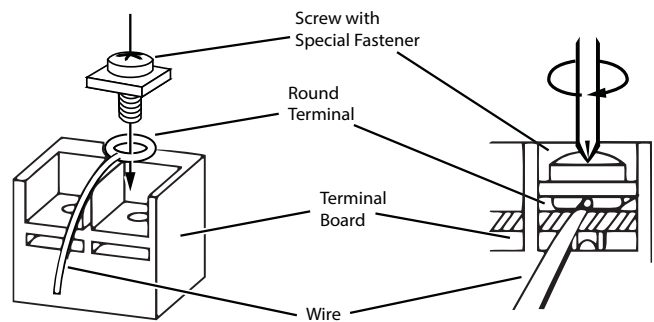 Screw with
Special Fastener
Round
Terminal
Terminal
Board
Wire